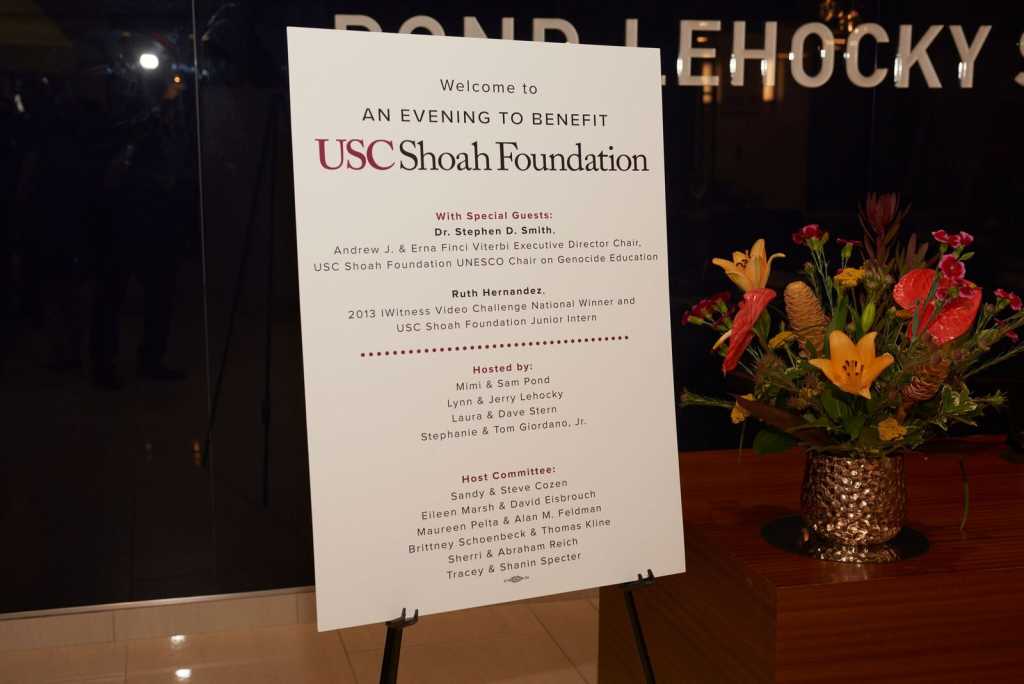 POND LEHOCKY S
Welcome to
AN EVENING TO BENEFIT
USC Shoah Foundation
With Special Guests:
Dr. Stephen D. Smith,
Andrew J. & Erna Finci Viterbi Executive Director Chair,
USC Shoah Foundation UNESCO Chair on Genocide Education
Ruth Hernandez,
2013 IWitness Video Challenge National Winner and
USC Shoah Foundation Junior Intern
Hosted by:
Mimi & Sam Pond
Lynn & Jerry Lehocky
Laura & Dave Stern
Stephanie & Tom Giordano, Jr.
Host Committee:
Sandy & Steve Cozen
Eileen Marsh & David Eisbrouch
Maureen Pelta & Alan M. Feldman
Brittney Schoenbeck & Thomas Kline
Sherri & Abraham Reich
Tracey & Shanin Specter